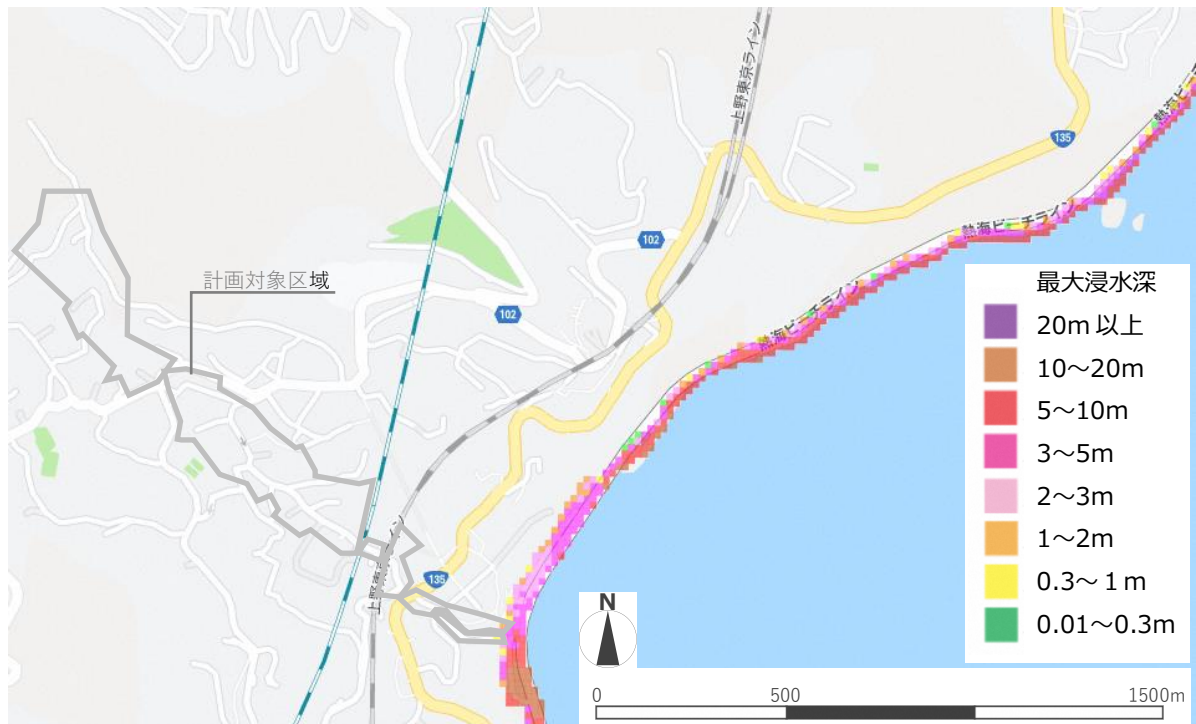 上野東京ライン
熱海ビーチライン
135
熱海ビーチライン
102
計画対象区域
102
熱海ビーチライン
最大浸水深
20m 以上
10～20m
5～10m
3～5m
2～3m
1～2m
0.3～1m
0.01～0.3m
上野東京ライン
135
N
0 500 1500m